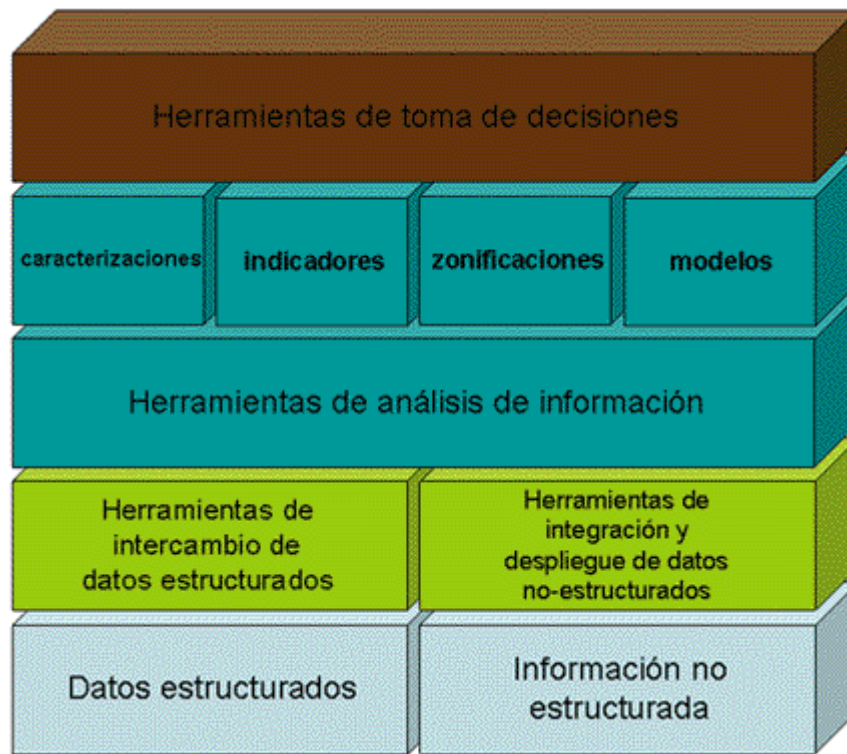 Herramientas de toma de decisiones
caracterizaciones
indicadores
zonificaciones
modelos
Herramientas de análisis de información
Herramientas de
intercambio de
datos estructurados
Herramientas de
integración y
despliegue de datos
no-estructurados
Datos estructurados
Información no
estructurada